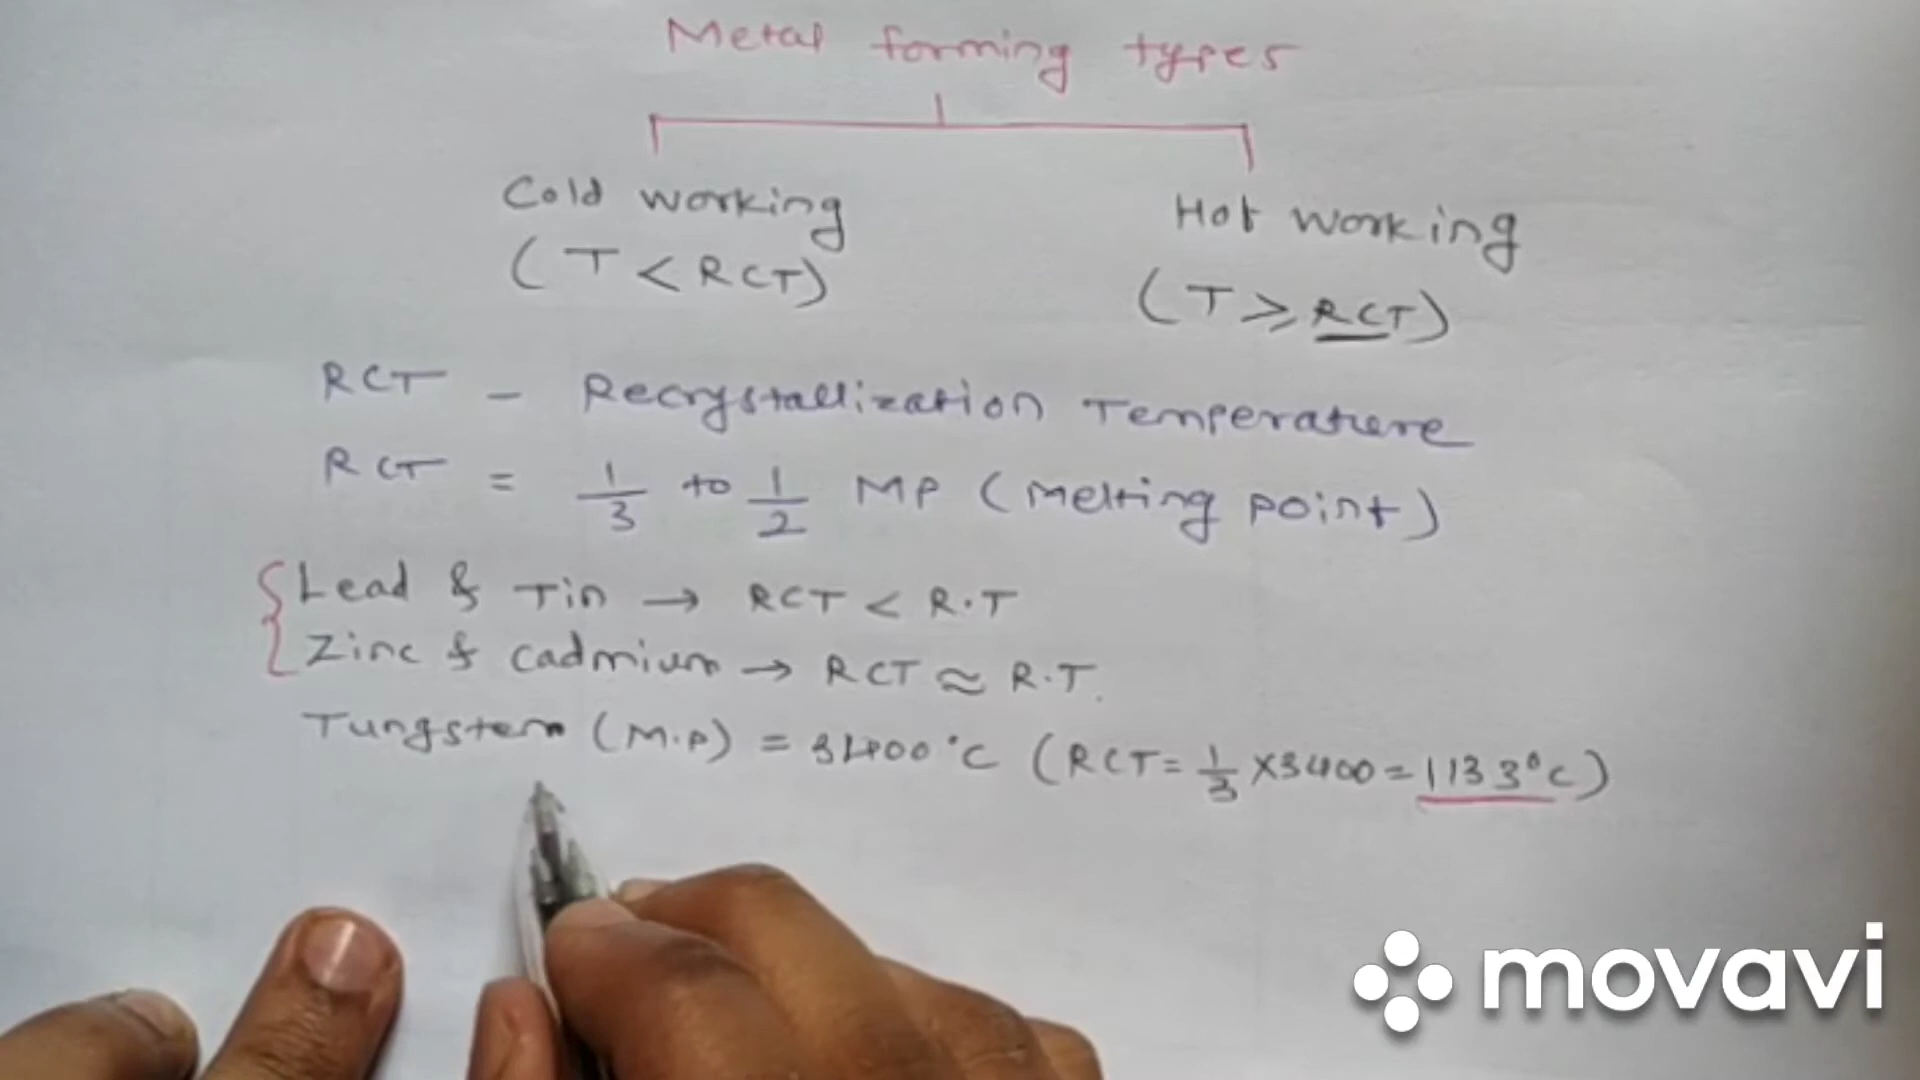 Metal forming types
Cold working
(T < RCT)
Hot working
(T ≥ RCT)
RCT - Recrystallization Temperature
RCT = 1/3 to 1/2 MP (Melting point)
Lead & Tin → RCT < R.T
Zinc & cadmium → RCT ≈ R.T.
Tungsten (M.P) = 3400°C (RCT = 1/3 × 3400 = 1133°C)
movavi